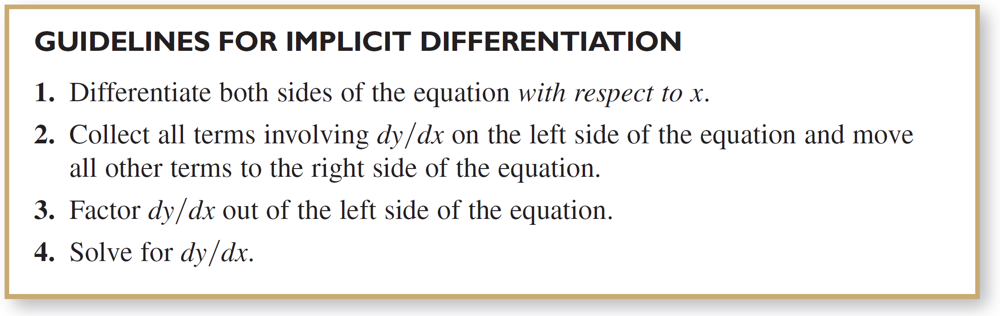 GUIDELINES FOR IMPLICIT DIFFERENTIATION
1. Differentiate both sides of the equation with respect to x.
2. Collect all terms involving dy/dx on the left side of the equation and move
all other terms to the right side of the equation.
3. Factor dy/dx out of the left side of the equation.
4. Solve for dy/dx.